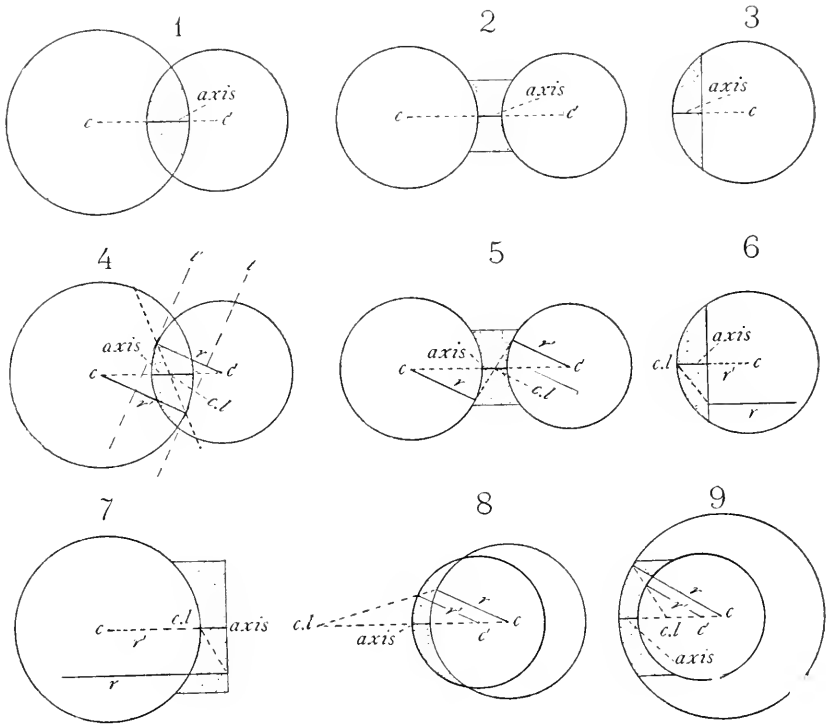 1
axis
c c'
2
axis
c c'
3
axis
c
4
l' l
axis
r
c c'
r' c.l
5
axis r'
c c'
r c.l
6
axis
c.l c
r'
r
7
c c.l axis
r'
r
8
r
r'
c.l c
axis c'
9
r
r'
c
c.l c'
axis